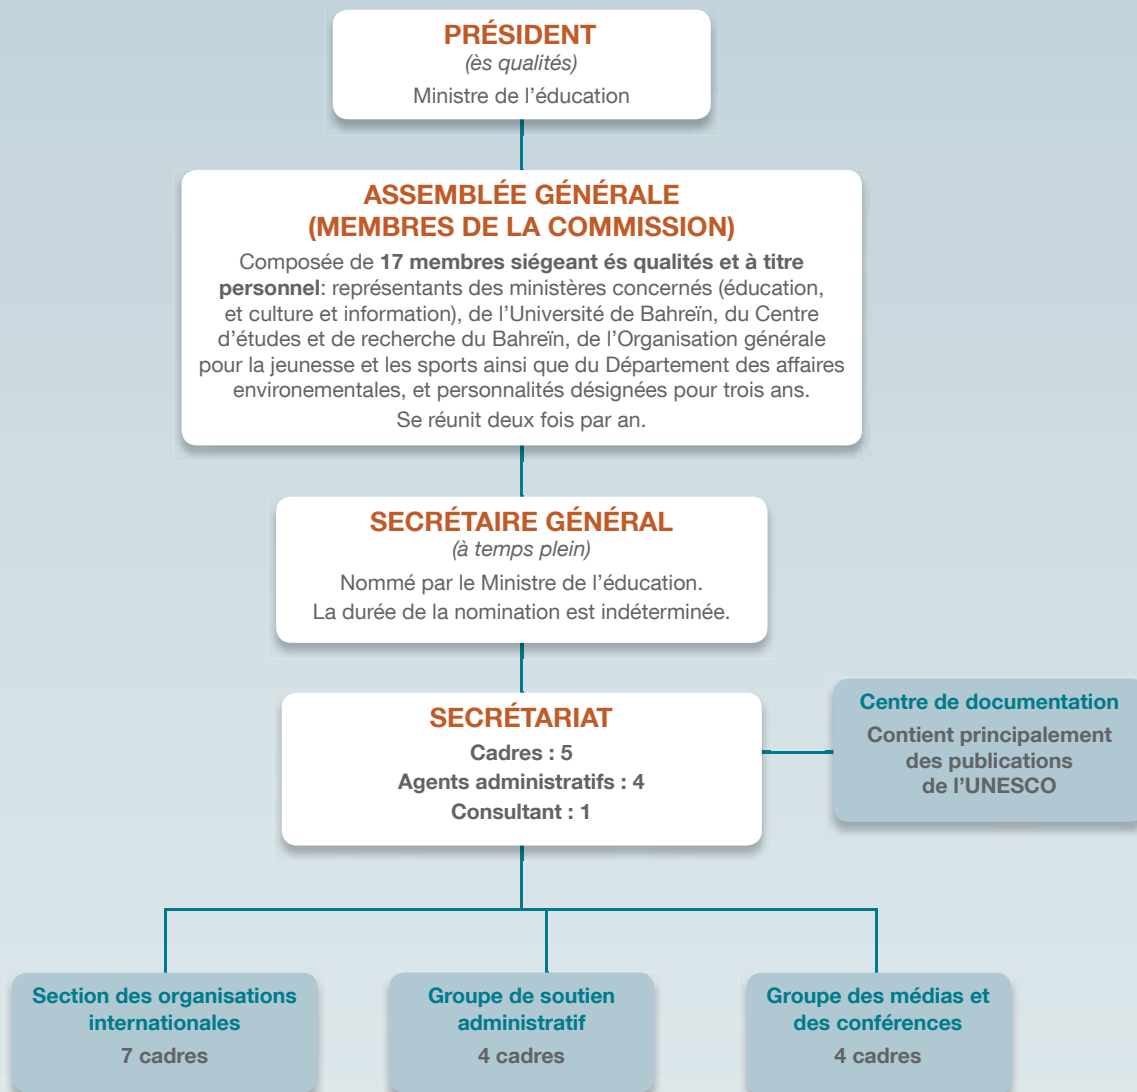 PRÉSIDENT
(ès qualités)
Ministre de l'éducation
ASSEMBLÉE GÉNÉRALE
(MEMBRES DE LA COMMISSION)
Composée de 17 membres siégeant és qualités et à titre
personnel: représentants des ministères concernés (éducation,
et culture et information), de l'Université de Bahreïn, du Centre
d'études et de recherche du Bahreïn, de l'Organisation générale
pour la jeunesse et les sports ainsi que du Département des affaires
environementales, et personnalités désignées pour trois ans.
Se réunit deux fois par an.
SECRÉTAIRE GÉNÉRAL
(à temps plein)
Nommé par le Ministre de l'éducation.
La durée de la nomination est indéterminée.
SECRÉTARIAT
Cadres : 5
Agents administratifs : 4
Consultant : 1
Centre de documentation
Contient principalement
des publications
de l'UNESCO
Section des organisations
internationales
7 cadres
Groupe de soutien
administratif
4 cadres
Groupe des médias et
des conférences
4 cadres